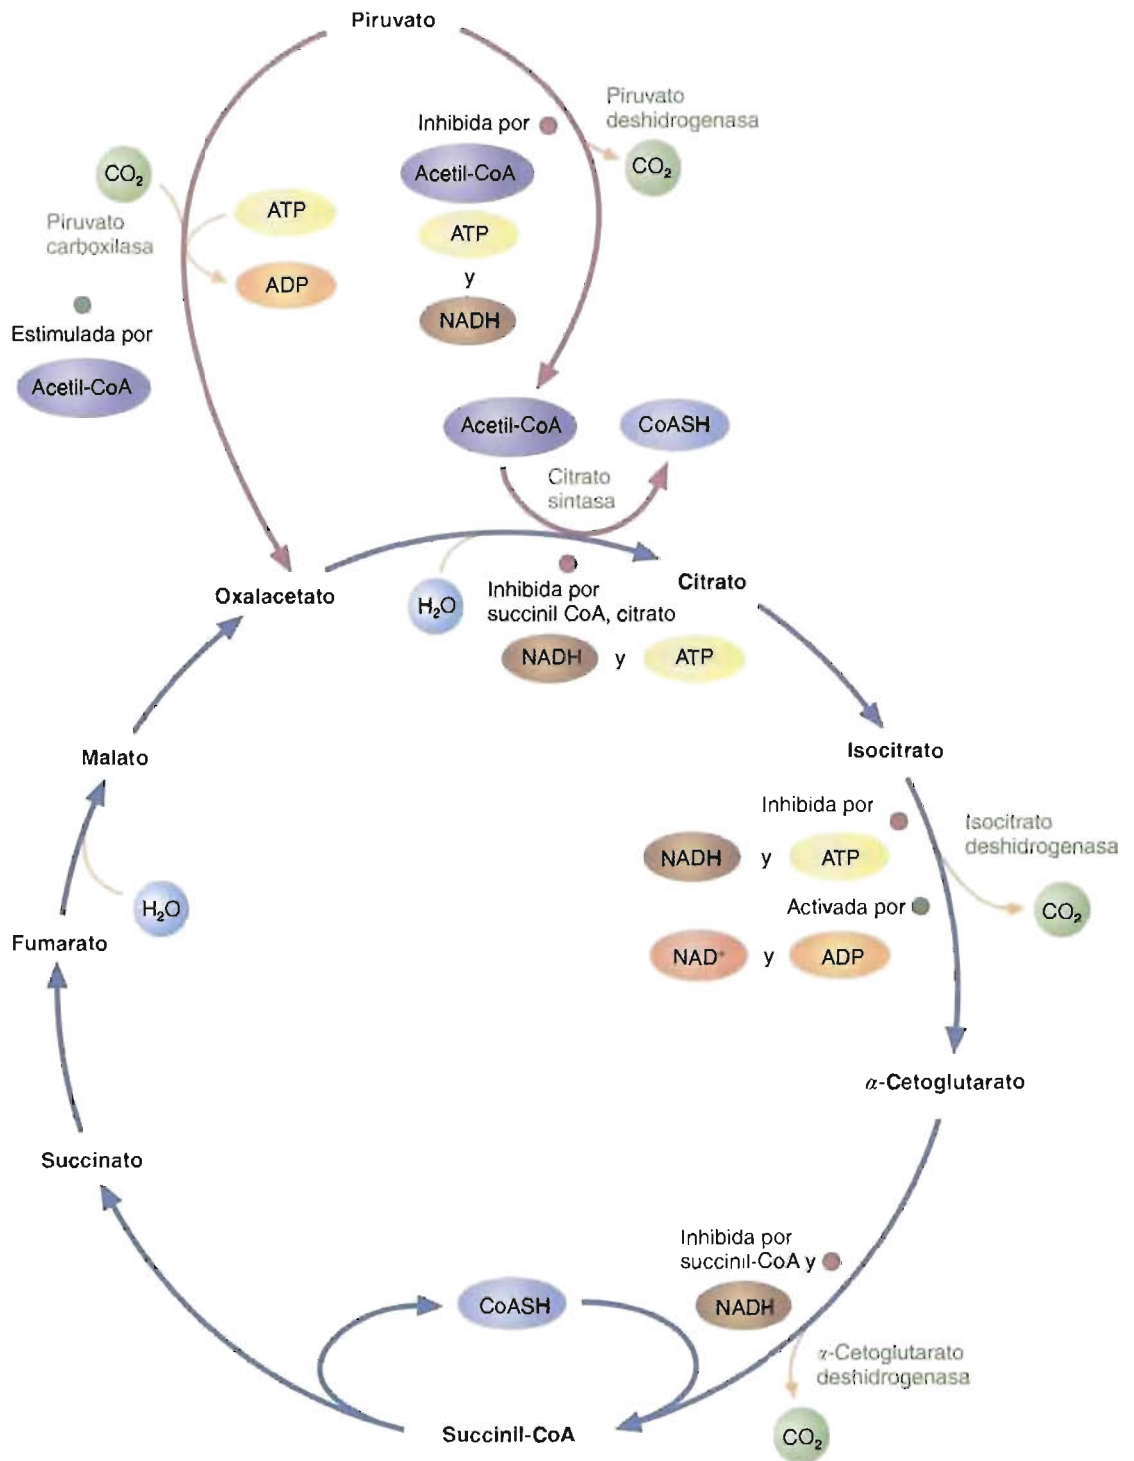 Piruvato
Piruvato
deshidrogenasa
Inhibida por
CO₂
Acetil-CoA
CO₂
ATP
ATP
Piruvato
carboxilasa
y
ADP
NADH
Estimulada por
Acetil-CoA
Acetil-CoA
CoASH
Citrato
sintasa
Oxalacetato
H₂O
Inhibida por
succinil CoA, citrato
Citrato
NADH y ATP
Malato
Isocitrato
Inhibida por
Isocitrato
deshidrogenasa
NADH y ATP
Activada por
CO₂
H₂O
Fumarato
NAD⁺ y ADP
α-Cetoglutarato
Succinato
Inhibida por
succinil-CoA y
NADH
CoASH
α-Cetoglutarato
deshidrogenasa
Succinil-CoA
CO₂